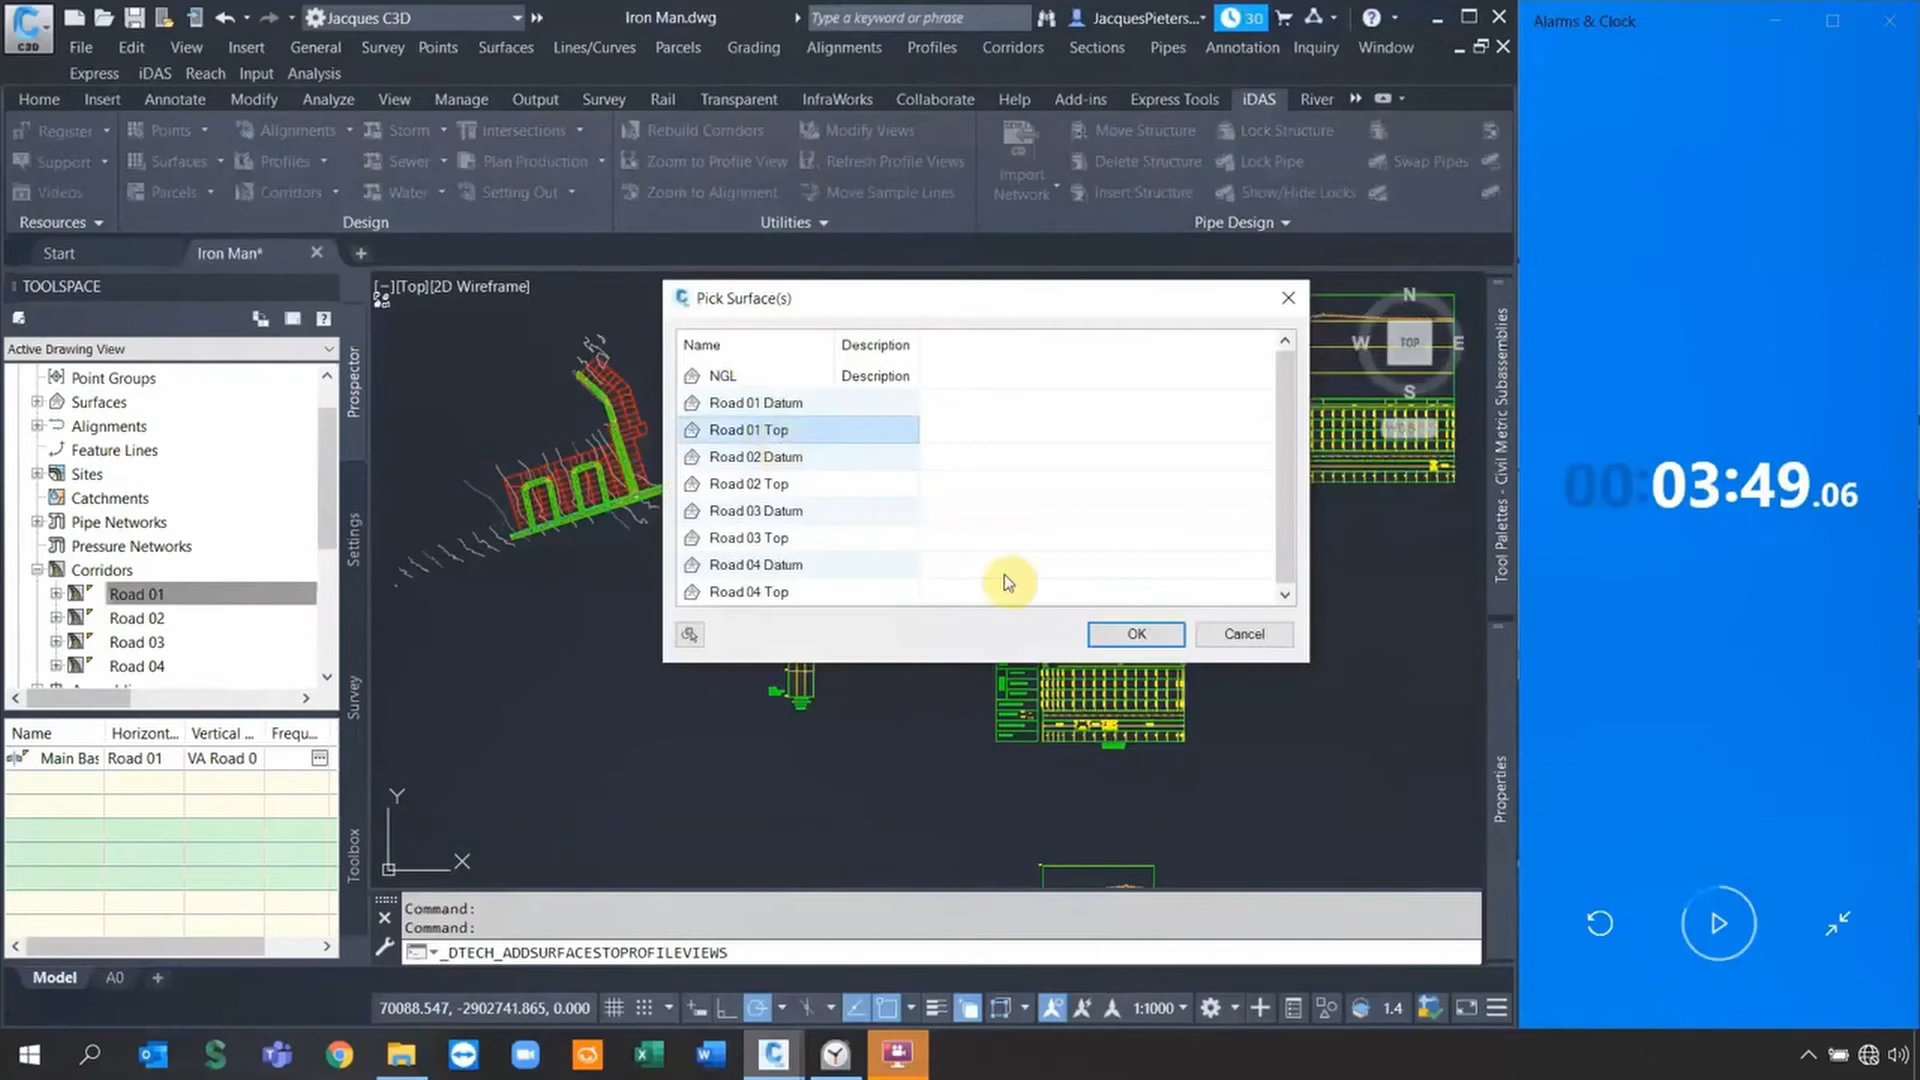 C3D
Jacques C3D
Iron Man.dwg
Type a keyword or phrase
JacquesPieters...
30
File Edit View Insert General Survey Points Surfaces Lines/Curves Parcels Grading Alignments Profiles Corridors Sections Pipes Annotation Inquiry Window
Express iDAS Reach Input Analysis
Home Insert Annotate Modify Analyze View Manage Output Survey Rail Transparent InfraWorks Collaborate Help Add-ins Express Tools iDAS River
Register Points Alignments Storm Intersections Rebuild Corridors Modify Views Move Structure Lock Structure
Support Surfaces Profiles Sewer Plan Production Zoom to Profile View Refresh Profile Views Import Network Delete Structure Lock Pipe Swap Pipes
Videos Parcels Corridors Water Setting Out Zoom to Alignment Move Sample Lines Insert Structure Show/Hide Locks
Resources Design Utilities Pipe Design
Start Iron Man*
TOOLSPACE
Active Drawing View
Point Groups
Surfaces
Alignments
Feature Lines
Sites
Catchments
Pipe Networks
Pressure Networks
Corridors
Road 01
Road 02
Road 03
Road 04
Prospector
Settings
Survey
Toolbox
Name Horizont... Vertical ... Frequ...
Main Bas Road 01 VA Road 0
[−][Top][2D Wireframe]
Pick Surface(s)
Name Description
NGL Description
Road 01 Datum
Road 01 Top
Road 02 Datum
Road 02 Top
Road 03 Datum
Road 03 Top
Road 04 Datum
Road 04 Top
OK Cancel
N
W TOP E
S
WCS
Tool Palettes - Civil Metric Subassemblies
Properties
Y
X
Command:
Command:
_DTECH_ADDSURFACESTOPROFILEVIEWS
Model A0 +
70088.547, -2902741.865, 0.000
1:1000
1.4
Alarms & Clock
00:03:49.06